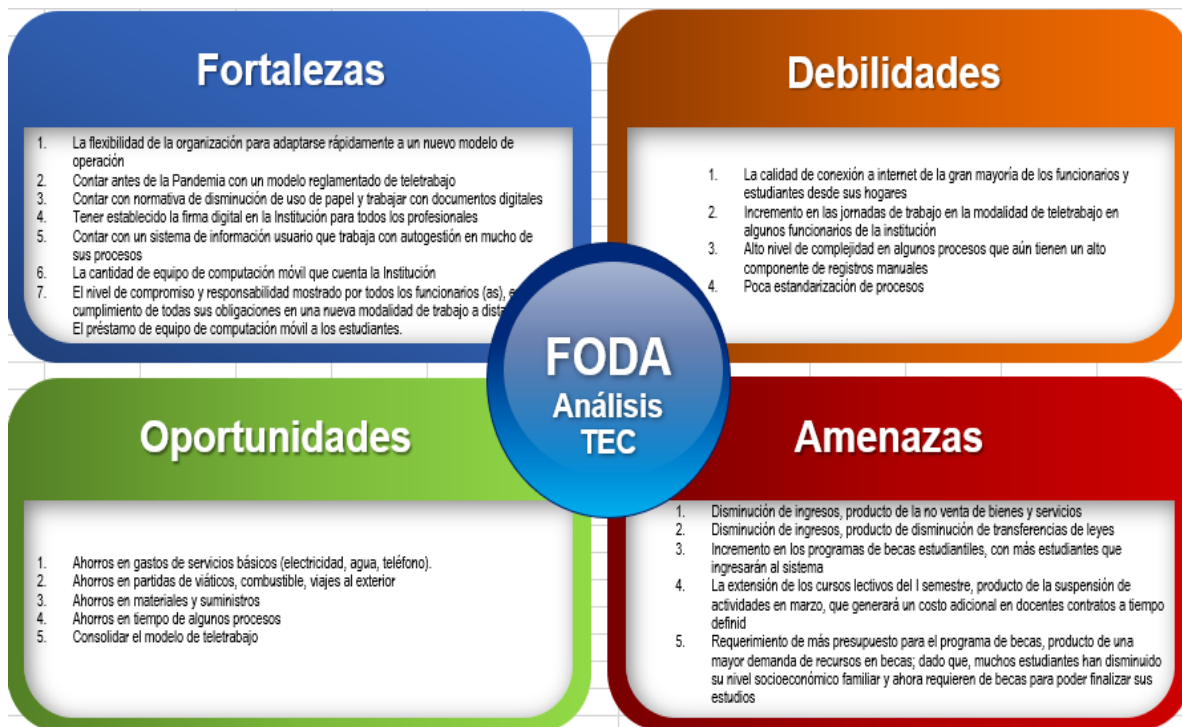 Fortalezas
1. La flexibilidad de la organización para adaptarse rápidamente a un nuevo modelo de
operación
2. Contar antes de la Pandemia con un modelo reglamentado de teletrabajo
3. Contar con normativa de disminución de uso de papel y trabajar con documentos digitales
4. Tener establecido la firma digital en la Institución para todos los profesionales
5. Contar con un sistema de información usuario que trabaja con autogestión en mucho de
sus procesos
6. La cantidad de equipo de computación móvil que cuenta la Institución
7. El nivel de compromiso y responsabilidad mostrado por todos los funcionarios (as),
cumplimiento de todas sus obligaciones en una nueva modalidad de trabajo a
El préstamo de equipo de computación móvil a los estudiantes.
Debilidades
1. La calidad de conexión a internet de la gran mayoría de los funcionarios y
estudiantes desde sus hogares
2. Incremento en las jornadas de trabajo en la modalidad de teletrabajo en
algunos funcionarios de la institución
3. Alto nivel de complejidad en algunos procesos que aún tienen un alto
componente de registros manuales
4. Poca estandarización de procesos
FODA
Análisis
TEC
Oportunidades
1. Ahorros en gastos de servicios básicos (electricidad, agua, teléfono).
2. Ahorros en partidas de viáticos, combustible, viajes al exterior
3. Ahorros en materiales y suministros
4. Ahorros en tiempo de algunos procesos
5. Consolidar el modelo de teletrabajo
Amenazas
1. Disminución de ingresos, producto de la no venta de bienes y servicios
2. Disminución de ingresos, producto de disminución de transferencias de leyes
3. Incremento en los programas de becas estudiantiles, con más estudiantes que
ingresarán al sistema
4. La extensión de los cursos lectivos del I semestre, producto de la suspensión de
actividades en marzo, que generará un costo adicional en docentes contratos a tiempo
definid
5. Requerimiento de más presupuesto para el programa de becas, producto de una
mayor demanda de recursos en becas; dado que, muchos estudiantes han disminuido
su nivel socioeconómico familiar y ahora requieren de becas para poder finalizar sus
estudios